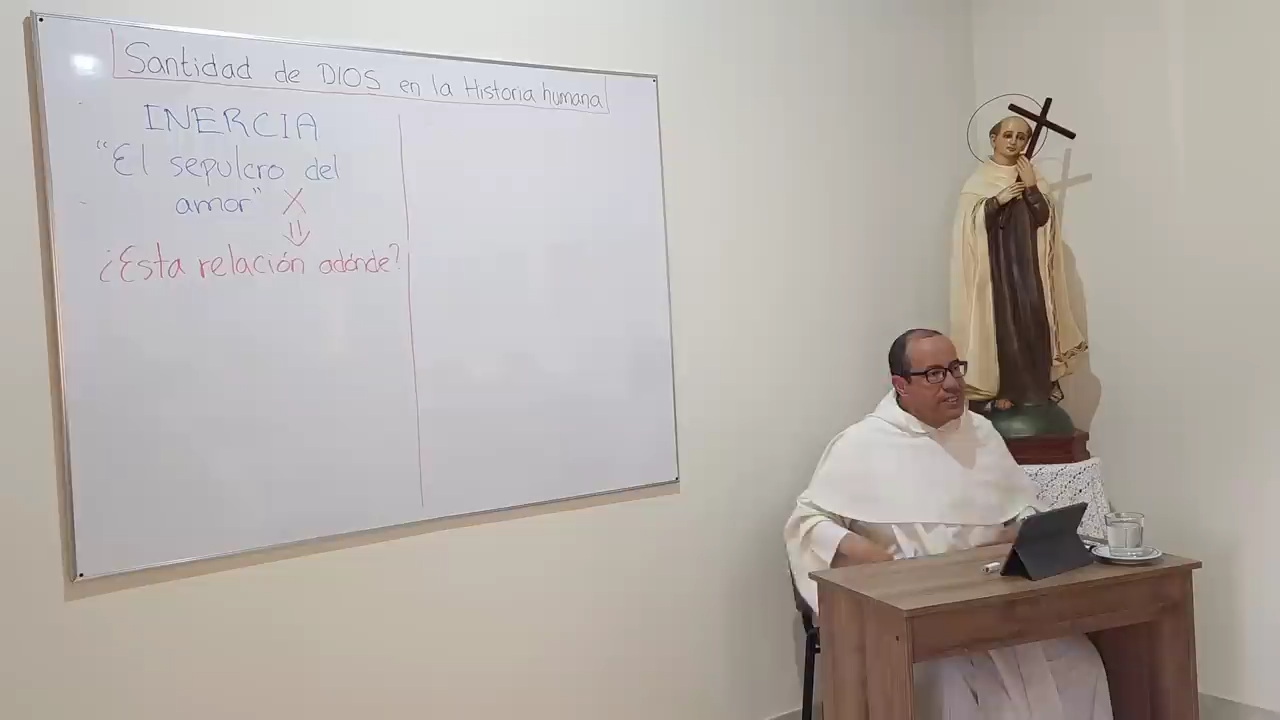 Santidad de DIOS en la Historia humana
INERCIA
"El sepulcro del
amor" X
¿Esta relación adónde?